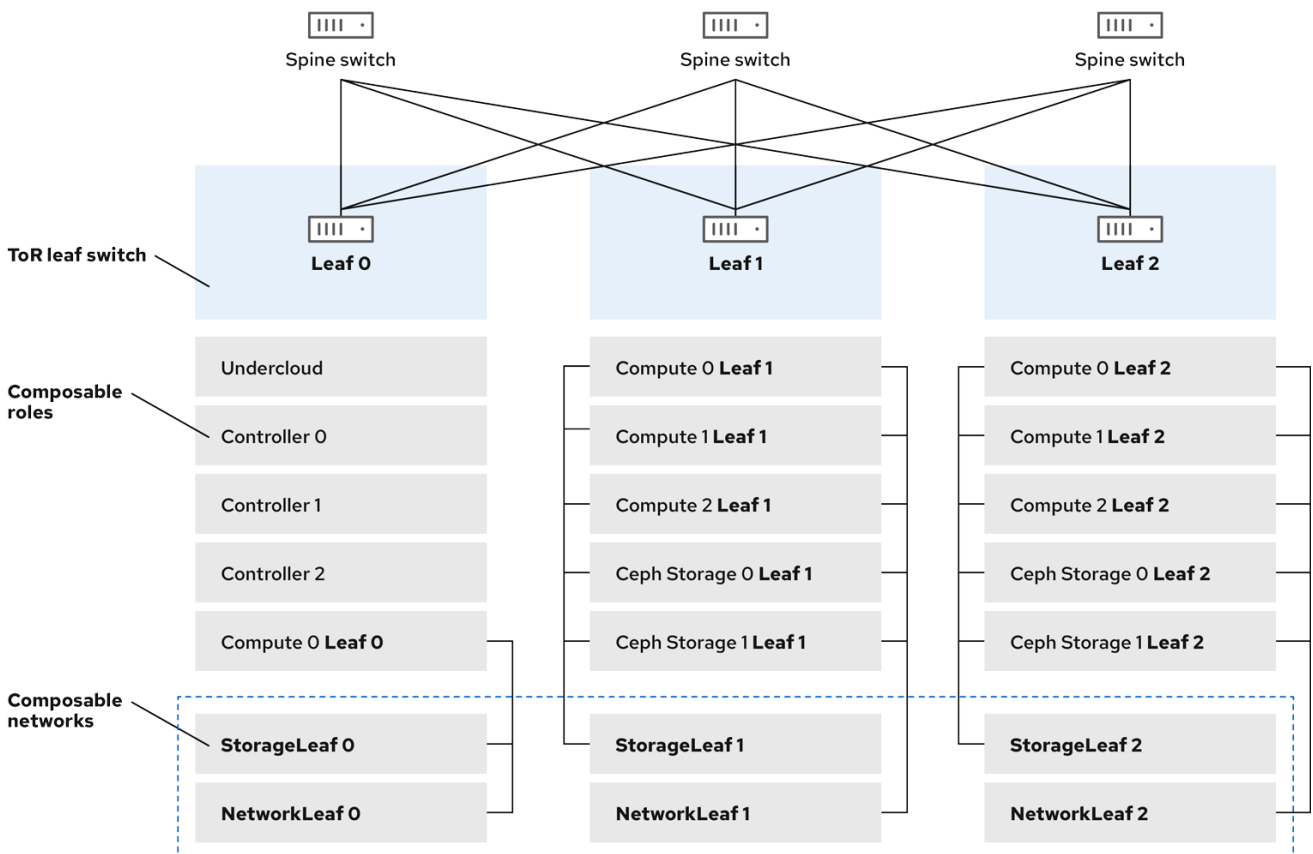 Spine switch
Spine switch
Spine switch
ToR leaf switch
Leaf 0
Leaf 1
Leaf 2
Composable
roles
Undercloud
Controller 0
Controller 1
Controller 2
Compute 0 Leaf 0
Compute 0 Leaf 1
Compute 1 Leaf 1
Compute 2 Leaf 1
Ceph Storage 0 Leaf 1
Ceph Storage 1 Leaf 1
Compute 0 Leaf 2
Compute 1 Leaf 2
Compute 2 Leaf 2
Ceph Storage 0 Leaf 2
Ceph Storage 1 Leaf 2
Composable
networks
StorageLeaf 0
NetworkLeaf 0
StorageLeaf 1
NetworkLeaf 1
StorageLeaf 2
NetworkLeaf 2